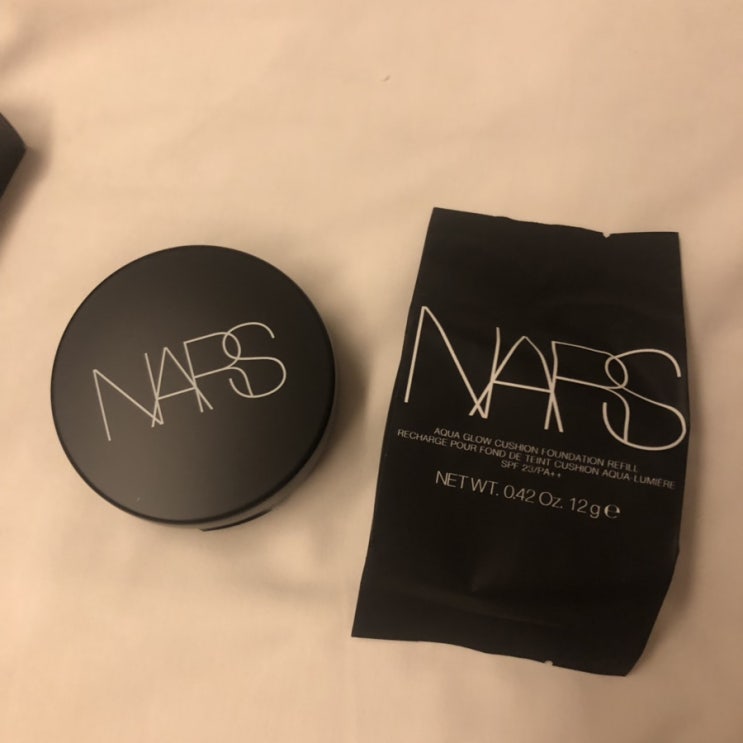 NARS
NARS
AQUA GLOW CUSHION FOUNDATION REFILL
RECHARGE POUR FOND DE TEINT CUSHION AQUA-LUMIÈRE
SPF 23/PA++
NET WT. 0.42 Oz. 12g ℮